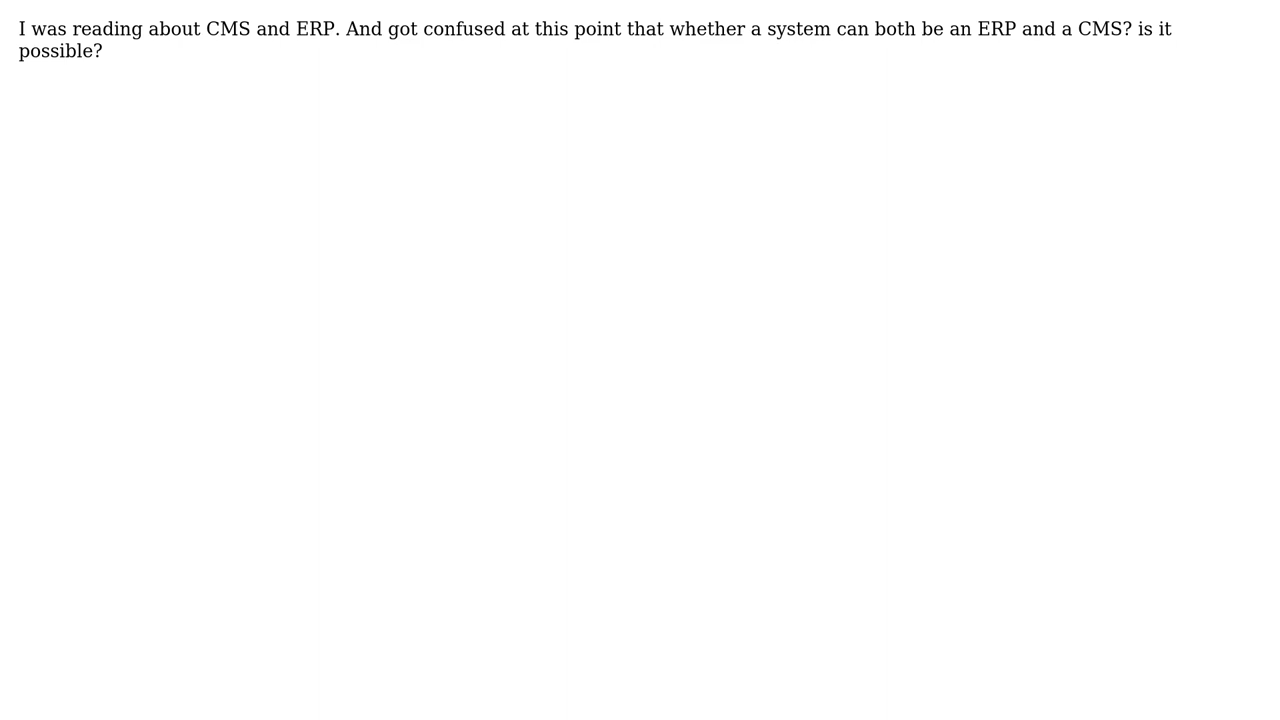 I was reading about CMS and ERP. And got confused at this point that whether a system can both be an ERP and a CMS? is it
possible?